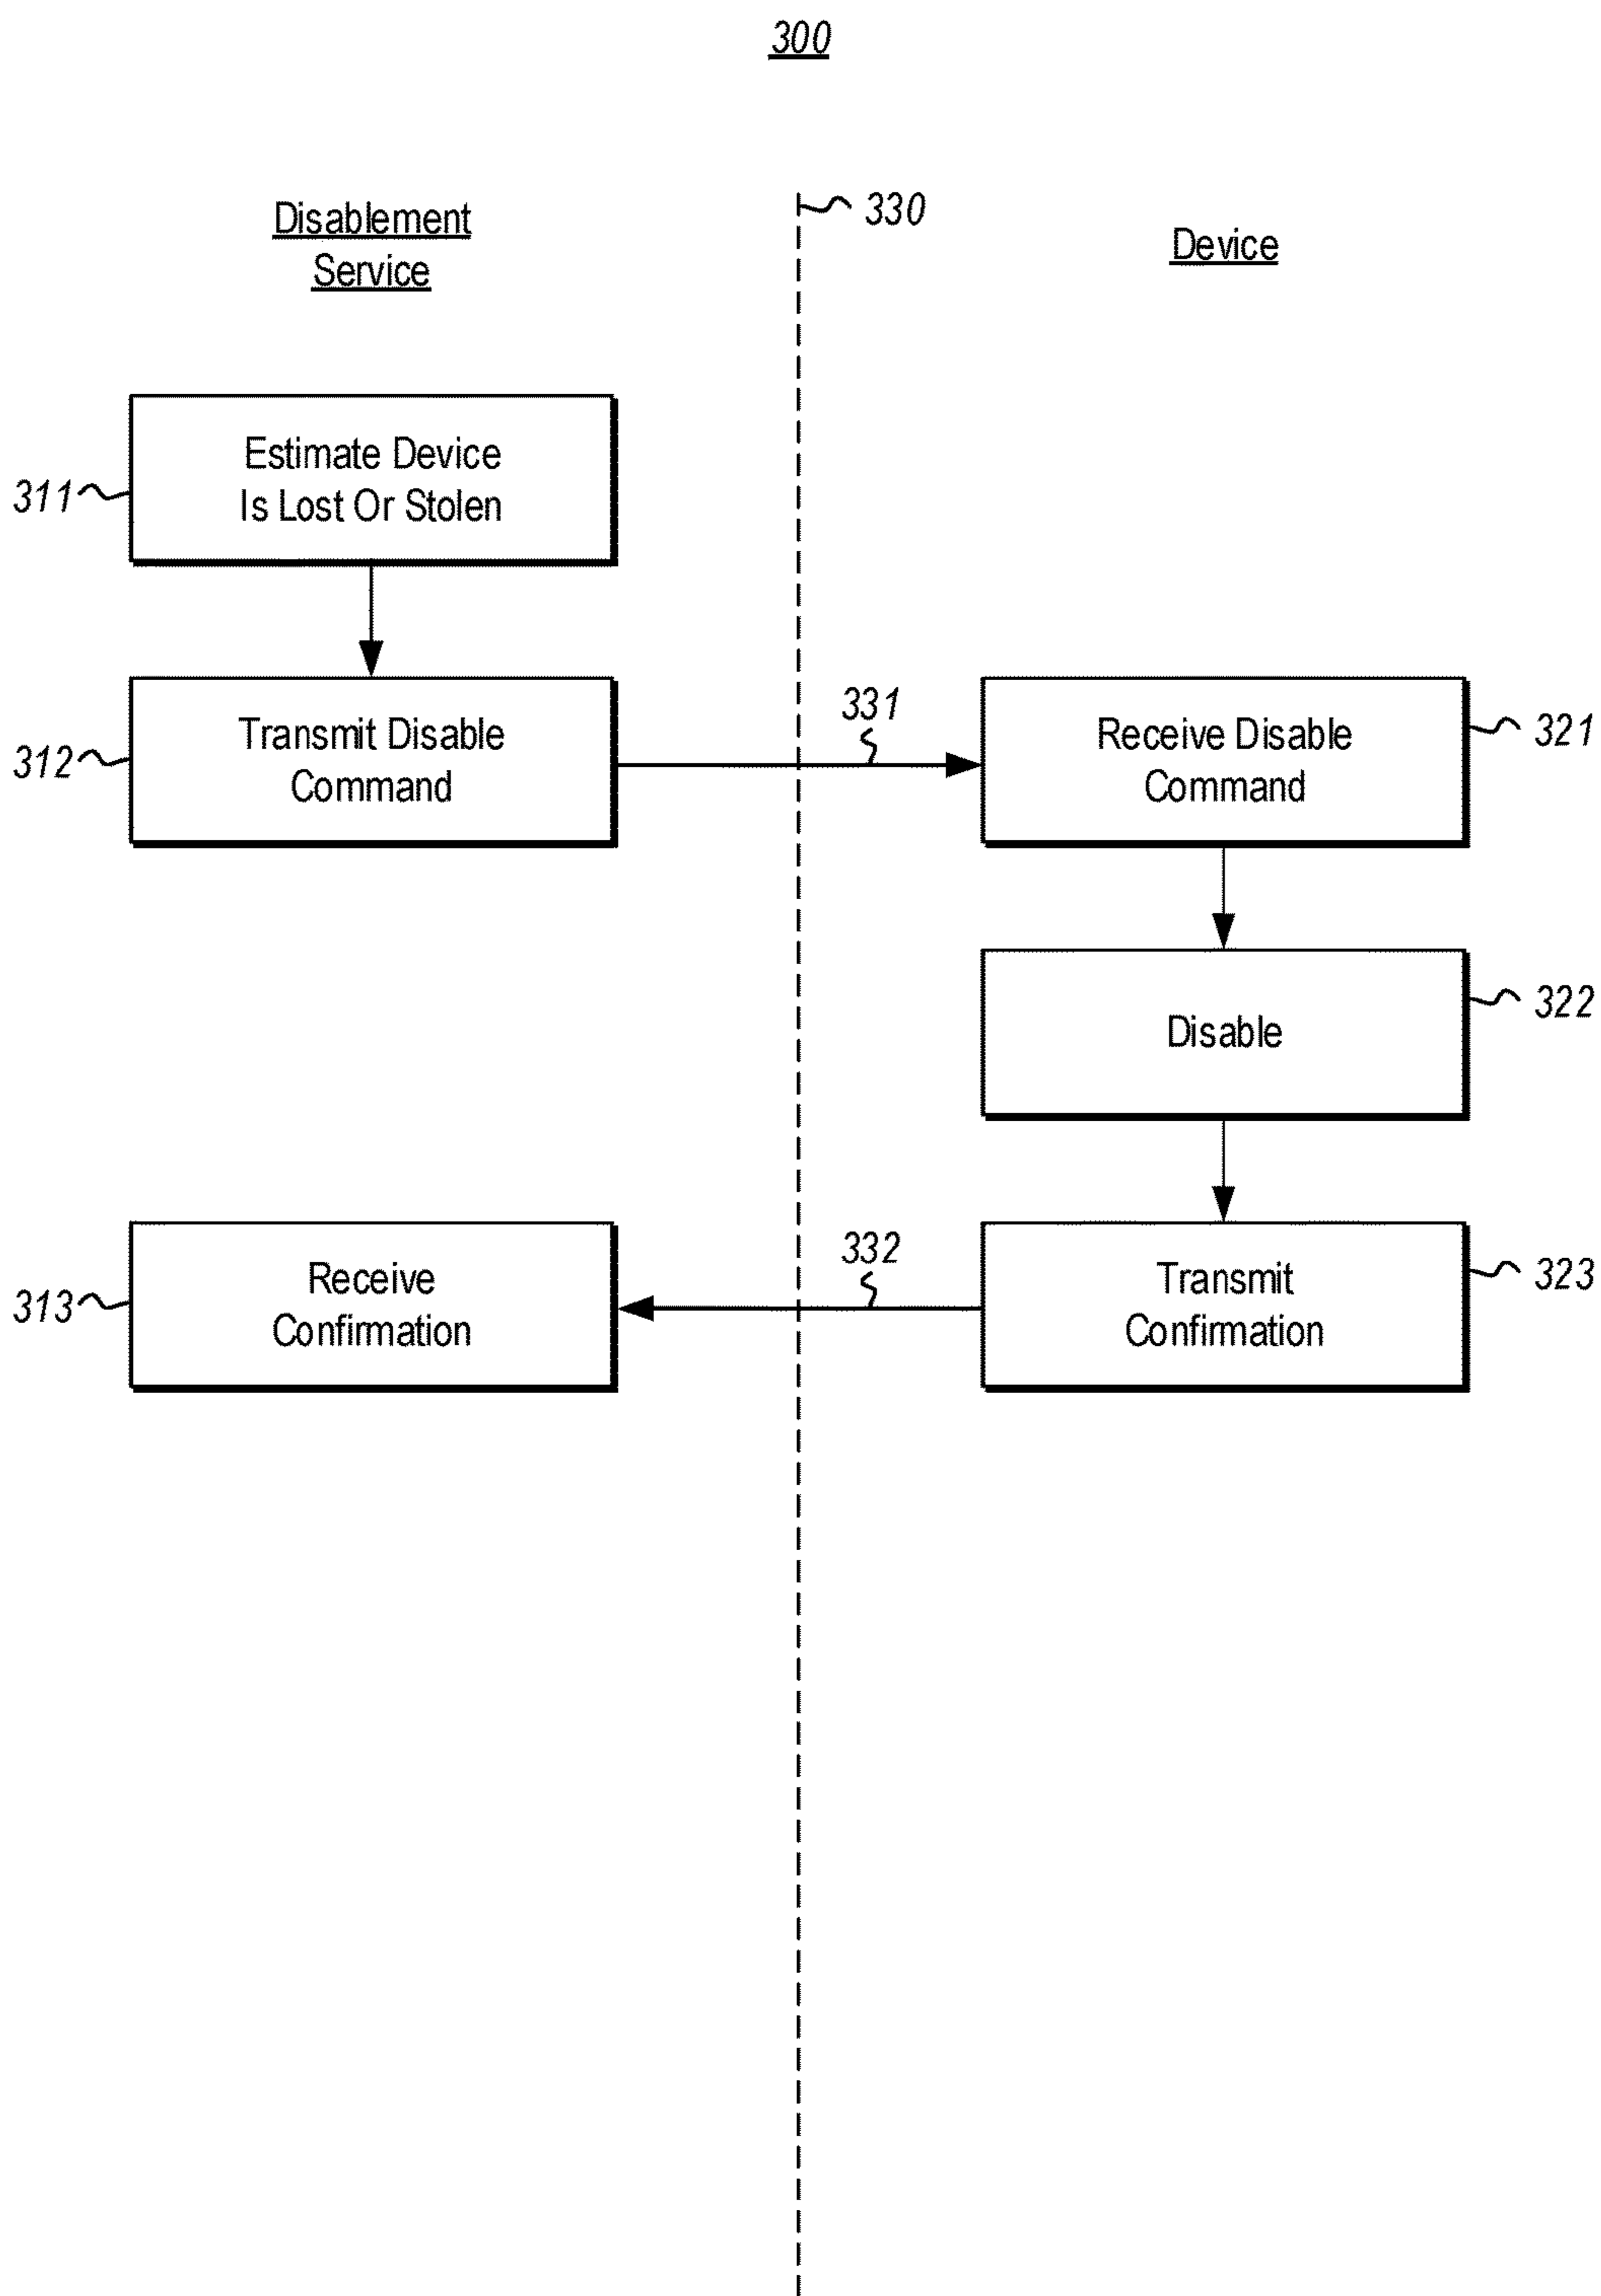 300
Disablement
Service
330
Device
311
Estimate Device
Is Lost Or Stolen
312
Transmit Disable
Command
331
Receive Disable
Command
321
Disable
322
313
Receive
Confirmation
332
Transmit
Confirmation
323